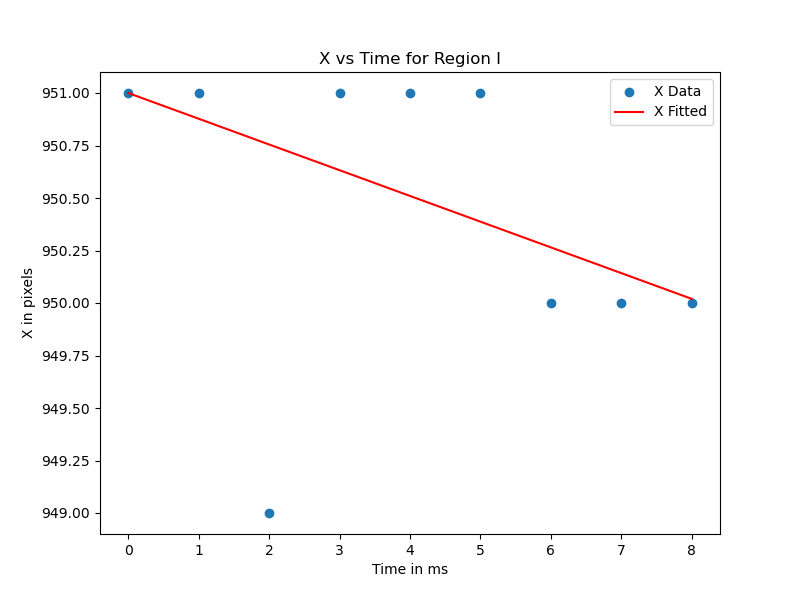 X vs Time for Region I
X Data
X Fitted
951.00
950.75
950.50
950.25
950.00
949.75
949.50
949.25
949.00
X in pixels
0 1 2 3 4 5 6 7 8
Time in ms